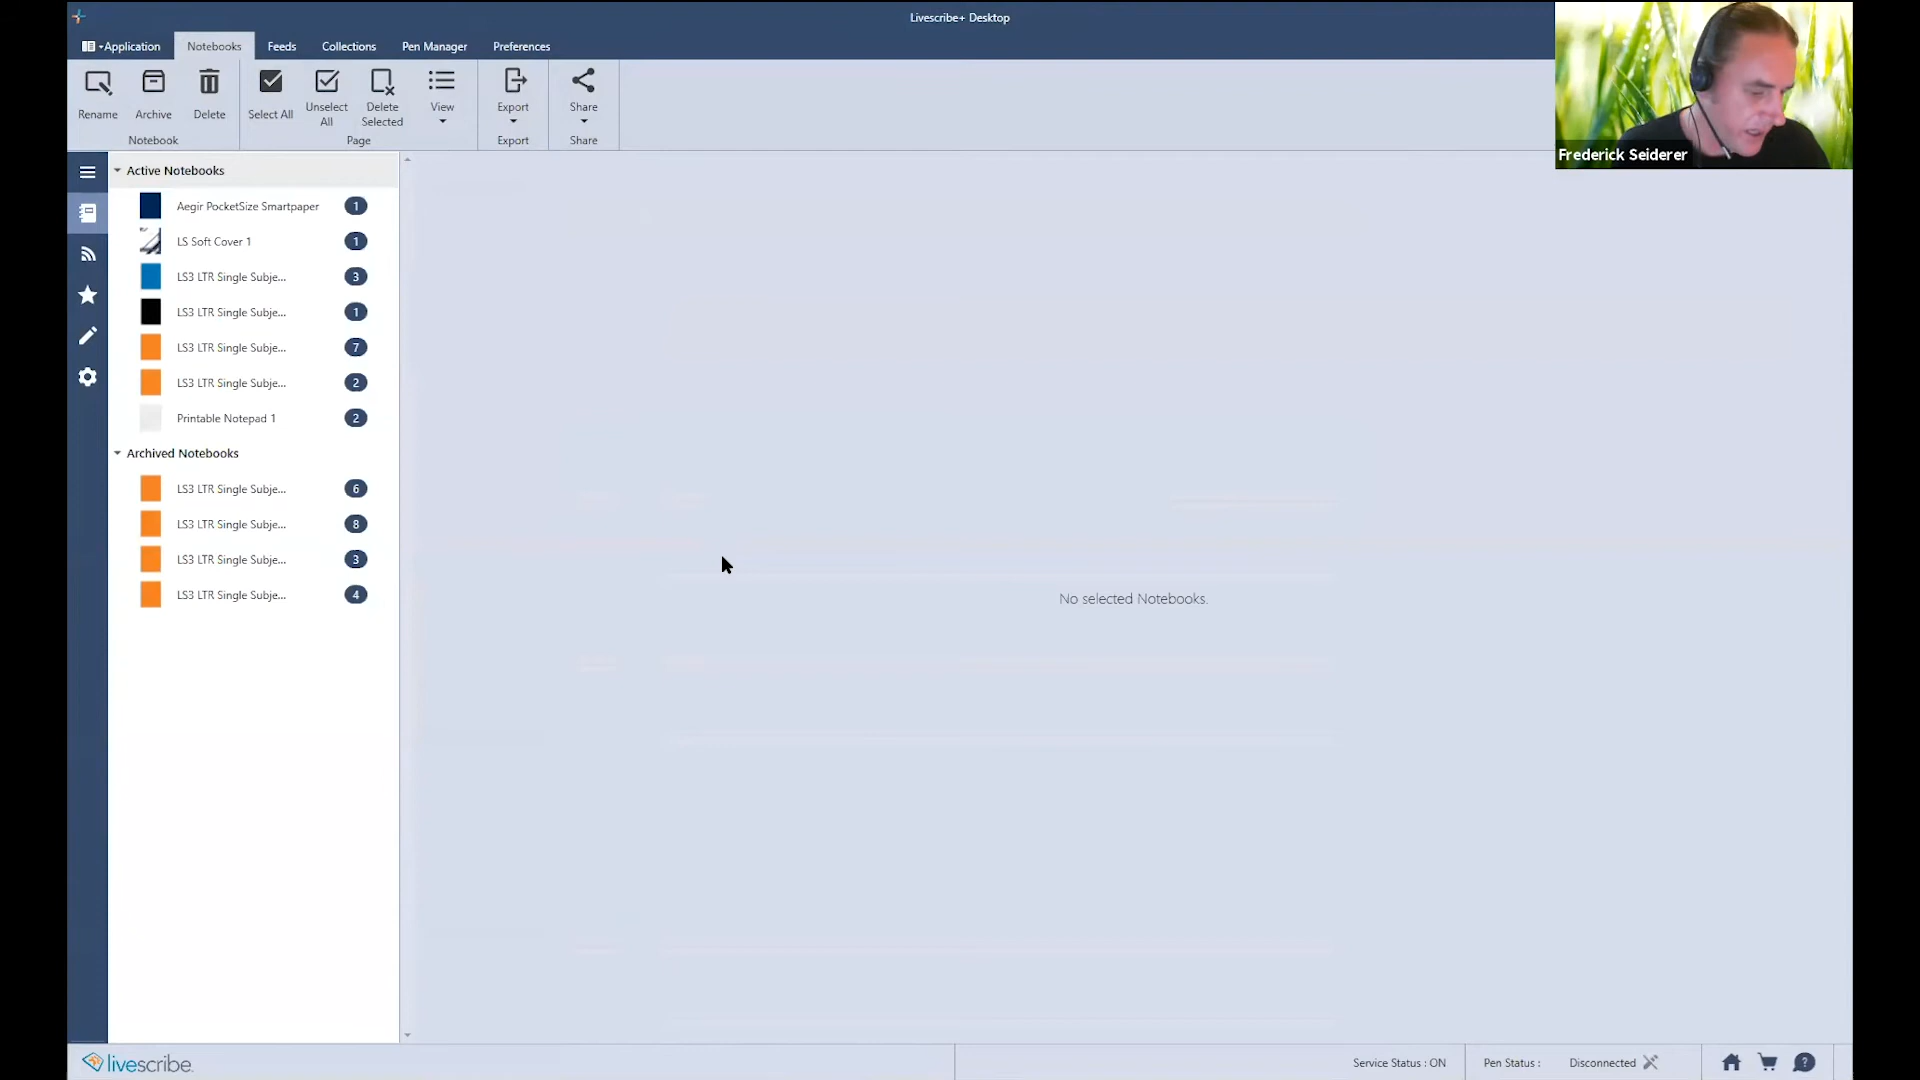 Livescribe+ Desktop
Application
Notebooks
Feeds
Collections
Pen Manager
Preferences
Rename
Archive
Delete
Select All
Unselect All
Delete Selected
View
Export
Share
Notebook
Page
Export
Share
Frederick Seiderer
Active Notebooks
Aegir PocketSize Smartpaper 1
LS Soft Cover 1 1
LS3 LTR Single Subje... 3
LS3 LTR Single Subje... 1
LS3 LTR Single Subje... 7
LS3 LTR Single Subje... 2
Printable Notepad 1 2
Archived Notebooks
LS3 LTR Single Subje... 6
LS3 LTR Single Subje... 8
LS3 LTR Single Subje... 3
LS3 LTR Single Subje... 4
No selected Notebooks.
livescribe
Service Status : ON
Pen Status : Disconnected